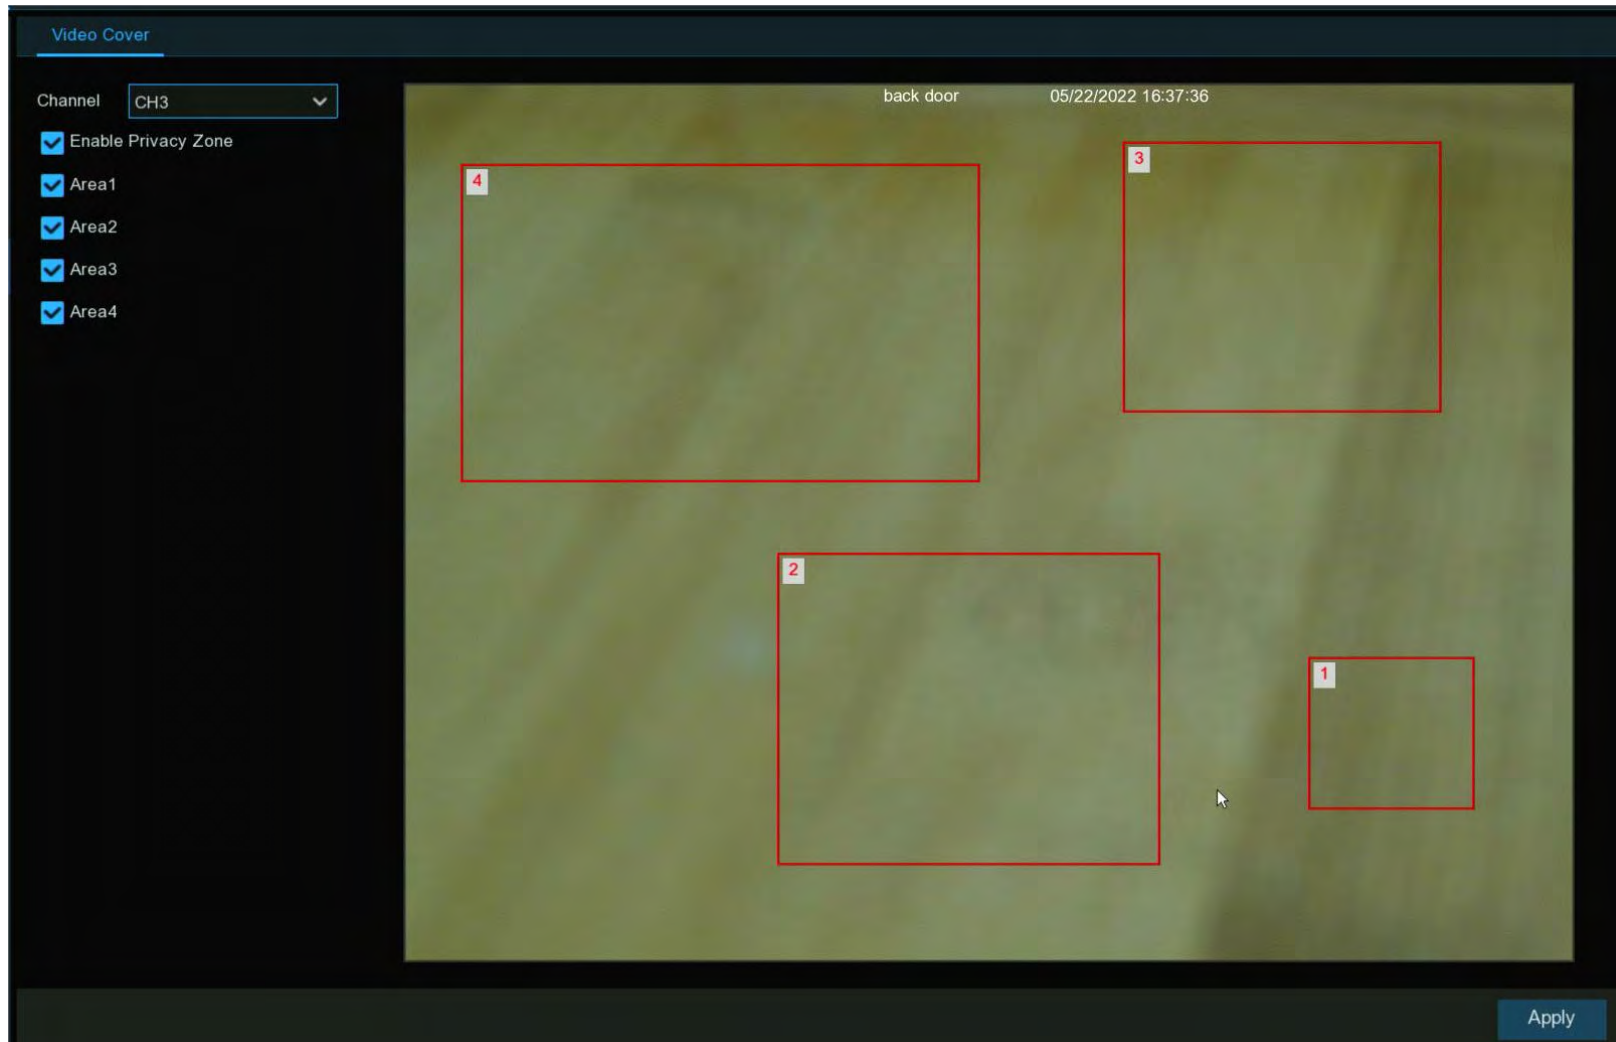 Video Cover
Channel CH3
back door 05/22/2022 16:37:36
Enable Privacy Zone
Area1
Area2
Area3
Area4
3
4
2
1
Apply